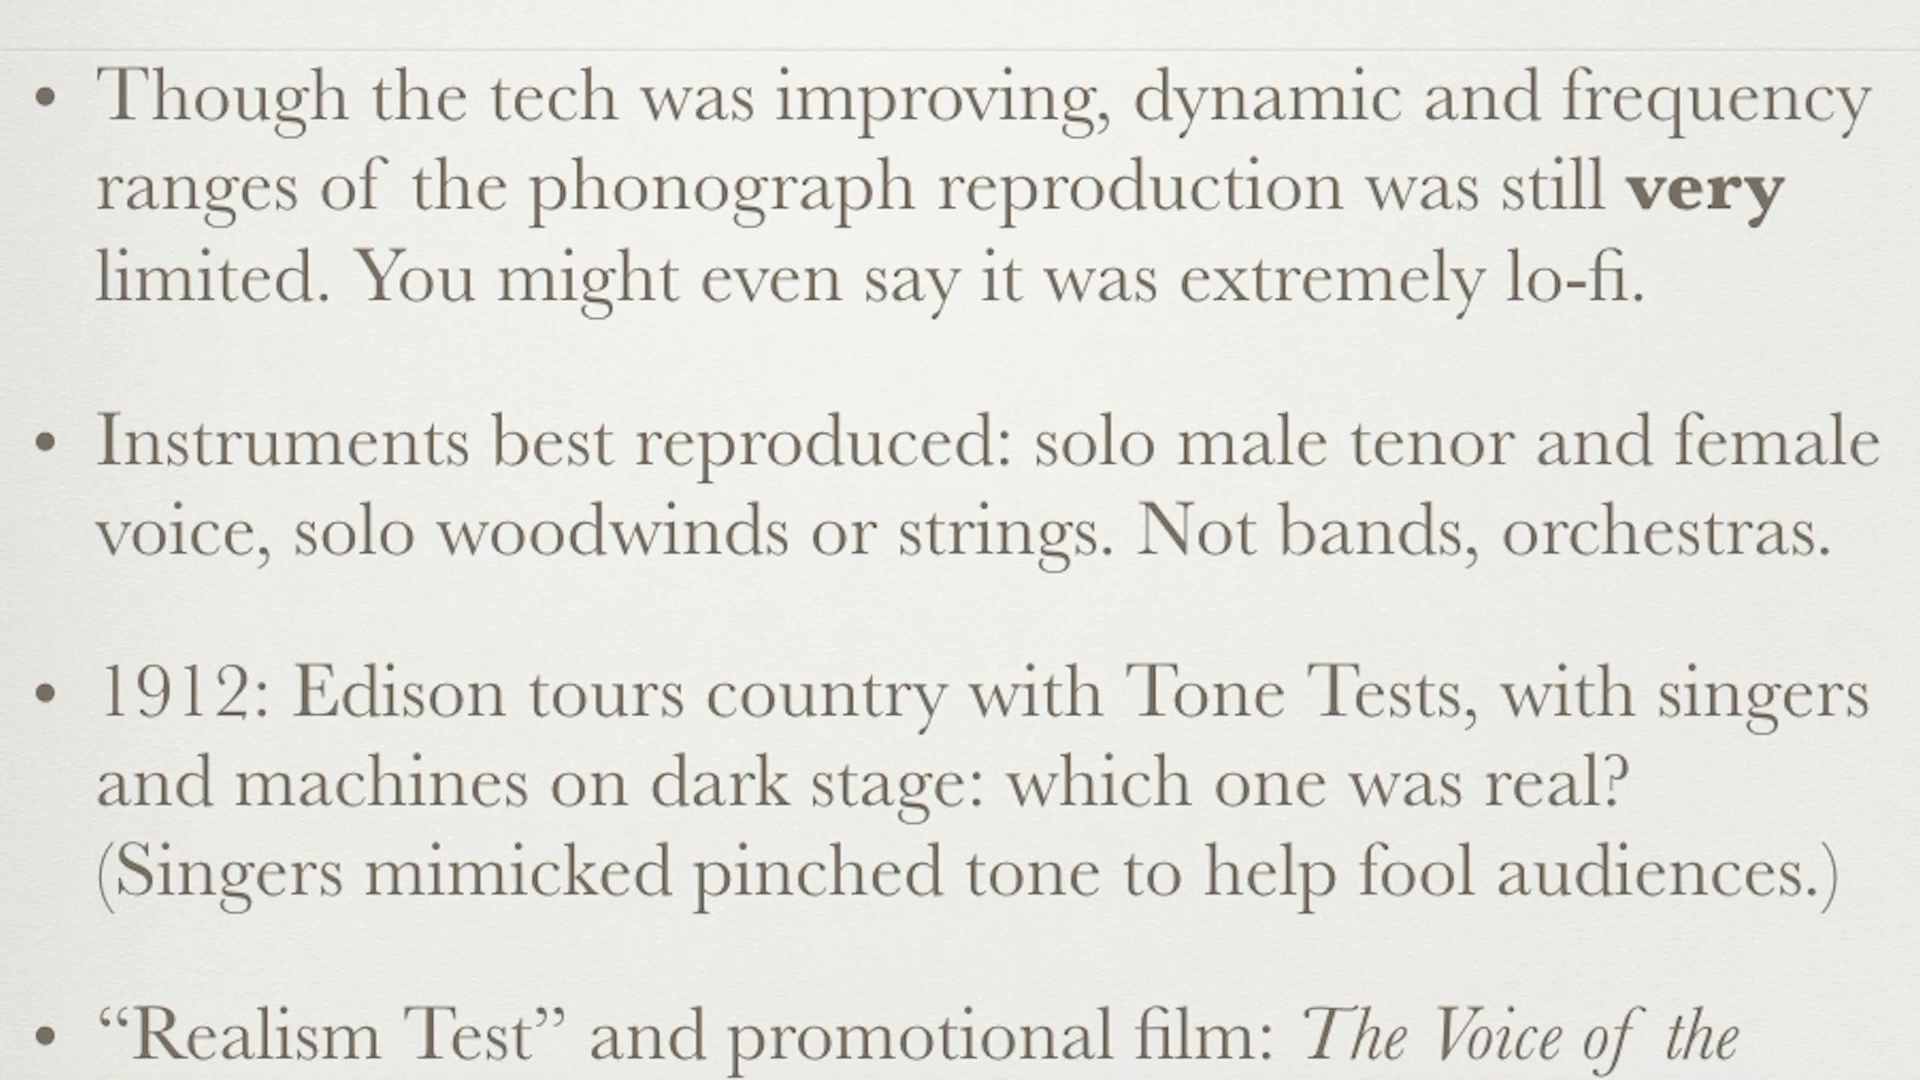 • Though the tech was improving, dynamic and frequency
ranges of the phonograph reproduction was still very
limited. You might even say it was extremely lo-fi.
• Instruments best reproduced: solo male tenor and female
voice, solo woodwinds or strings. Not bands, orchestras.
• 1912: Edison tours country with Tone Tests, with singers
and machines on dark stage: which one was real?
(Singers mimicked pinched tone to help fool audiences.)
• “Realism Test” and promotional film: The Voice of the